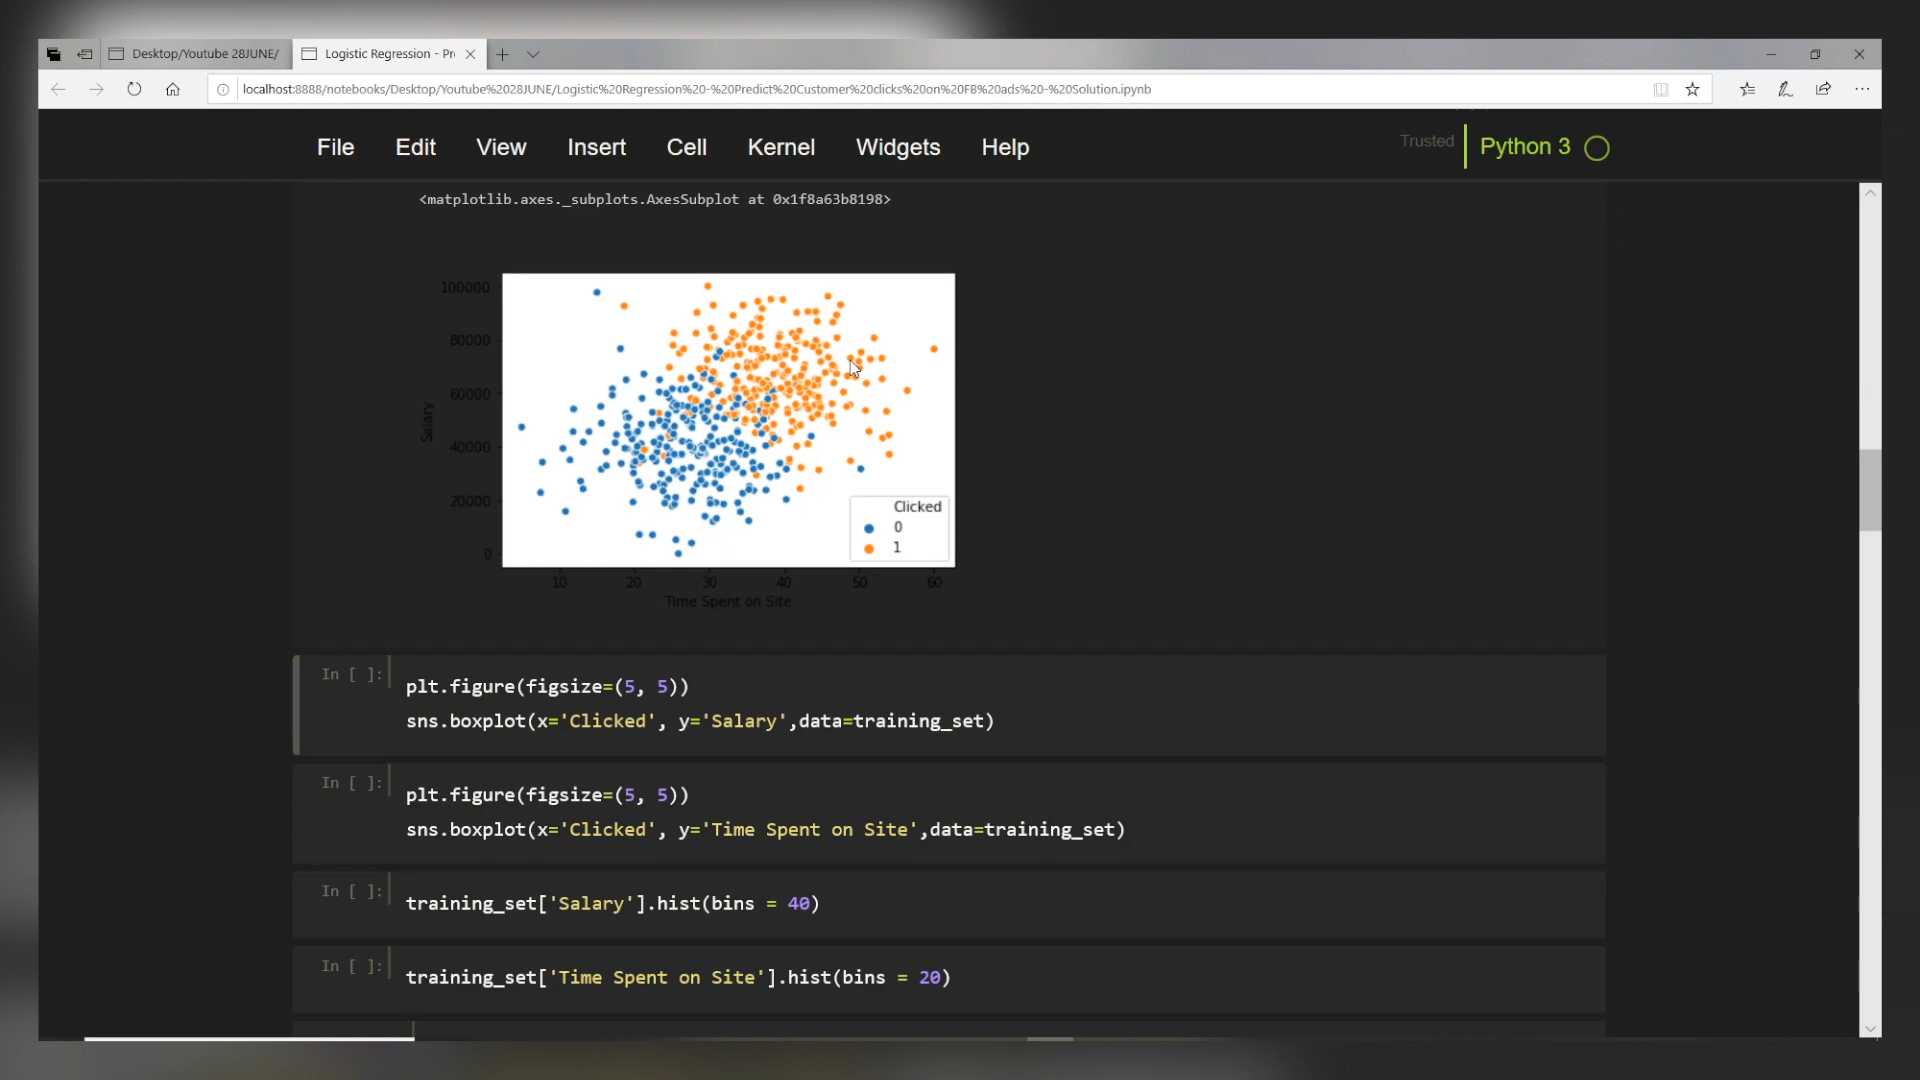 Desktop/Youtube 28JUNE/
Logistic Regression - Pr
localhost:8888/notebooks/Desktop/Youtube%2028JUNE/Logistic%20Regression%20-%20Predict%20Customer%20clicks%20on%20FB%20ads%20-%20Solution.ipynb
File Edit View Insert Cell Kernel Widgets Help Trusted Python 3
<matplotlib.axes._subplots.AxesSubplot at 0x1f8a63b8198>
100000
80000
60000
40000
20000
0
Salary
Clicked
0
1
10 20 30 40 50 60
Time Spent on Site
In [ ]:
plt.figure(figsize=(5, 5))
sns.boxplot(x='Clicked', y='Salary',data=training_set)
In [ ]:
plt.figure(figsize=(5, 5))
sns.boxplot(x='Clicked', y='Time Spent on Site',data=training_set)
In [ ]:
training_set['Salary'].hist(bins = 40)
In [ ]:
training_set['Time Spent on Site'].hist(bins = 20)